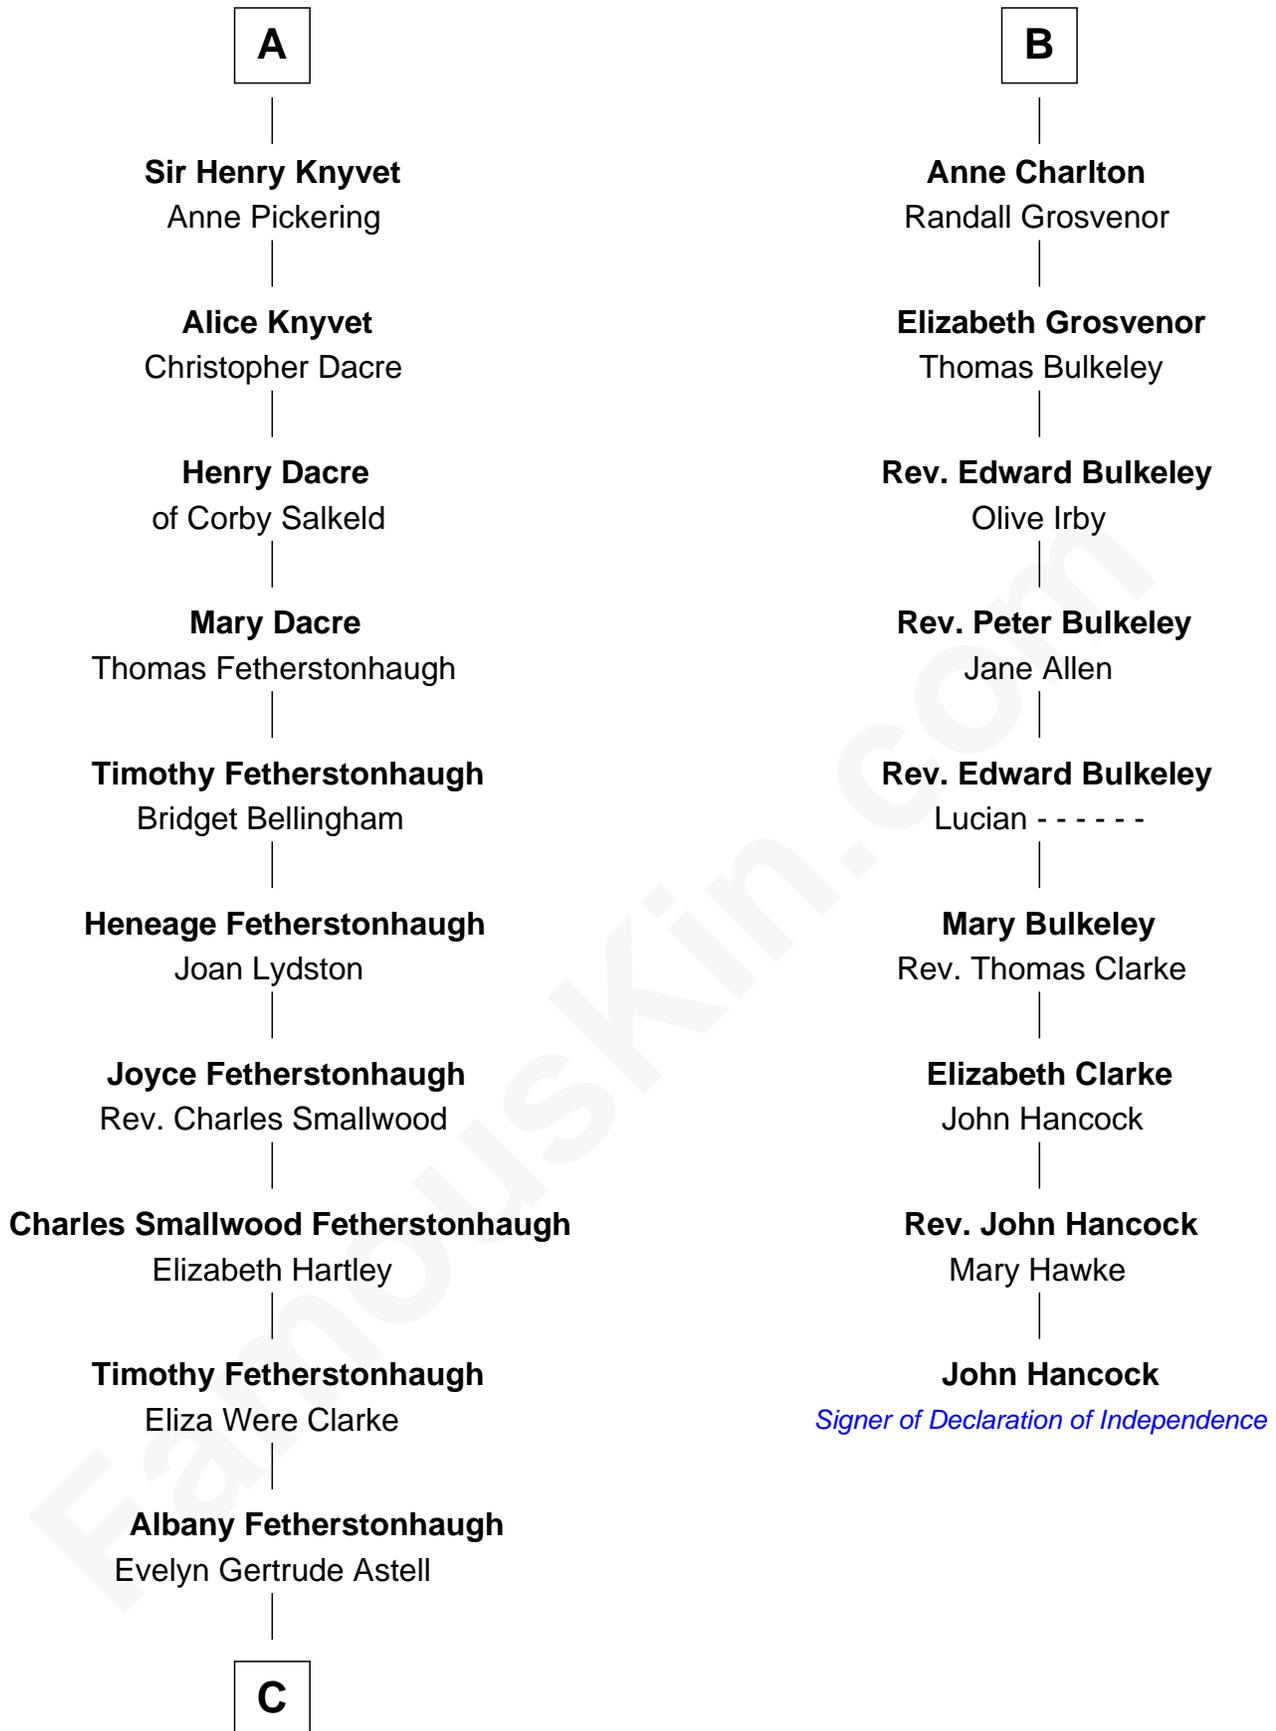 A
Sir Henry Knyvet
Anne Pickering
Alice Knyvet
Christopher Dacre
Henry Dacre
of Corby Salkeld
Mary Dacre
Thomas Fetherstonhaugh
Timothy Fetherstonhaugh
Bridget Bellingham
Heneage Fetherstonhaugh
Joan Lydston
Joyce Fetherstonhaugh
Rev. Charles Smallwood
Charles Smallwood Fetherstonhaugh
Elizabeth Hartley
Timothy Fetherstonhaugh
Eliza Were Clarke
Albany Fetherstonhaugh
Evelyn Gertrude Astell
C
B
Anne Charlton
Randall Grosvenor
Elizabeth Grosvenor
Thomas Bulkeley
Rev. Edward Bulkeley
Olive Irby
Rev. Peter Bulkeley
Jane Allen
Rev. Edward Bulkeley
Lucian - - - - - -
Mary Bulkeley
Rev. Thomas Clarke
Elizabeth Clarke
John Hancock
Rev. John Hancock
Mary Hawke
John Hancock
Signer of Declaration of Independence
FamousKin.com